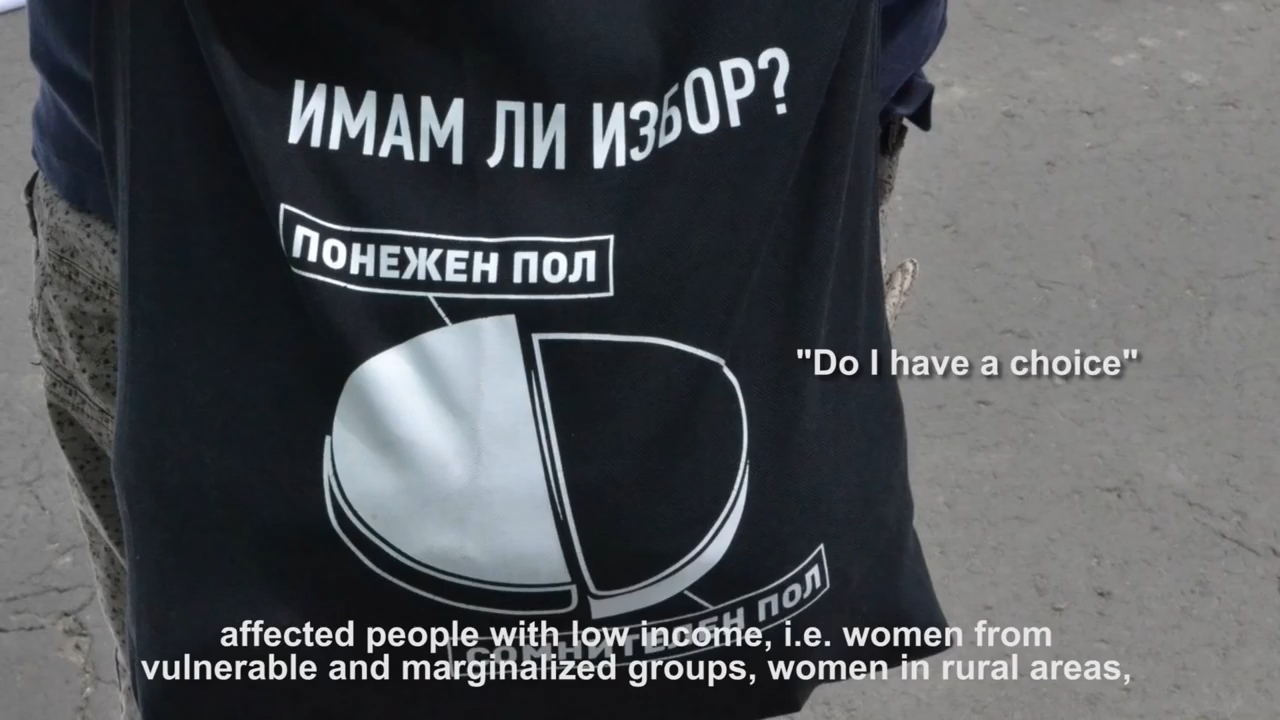 ИМАМ ЛИ ИЗБОР?
ПОНЕЖЕН ПОЛ
"Do I have a choice"
СОМНИТЕЛЕН ПОЛ
affected people with low income, i.e. women from
vulnerable and marginalized groups, women in rural areas,